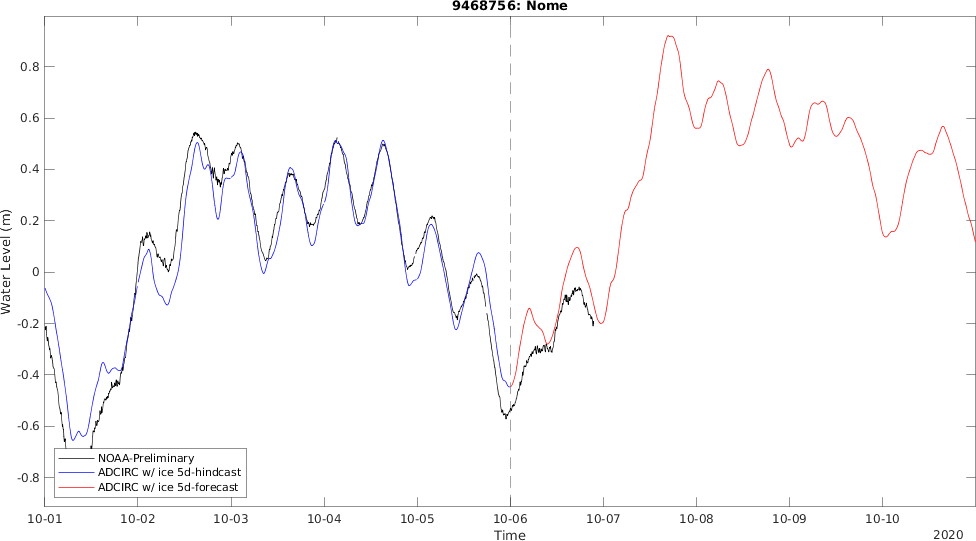 9468756: Nome
0.8
0.6
0.4
0.2
0
-0.2
-0.4
-0.6
-0.8
Water Level (m)
NOAA-Preliminary
ADCIRC w/ ice 5d-hindcast
ADCIRC w/ ice 5d-forecast
10-01 10-02 10-03 10-04 10-05 10-06 10-07 10-08 10-09 10-10
Time
2020